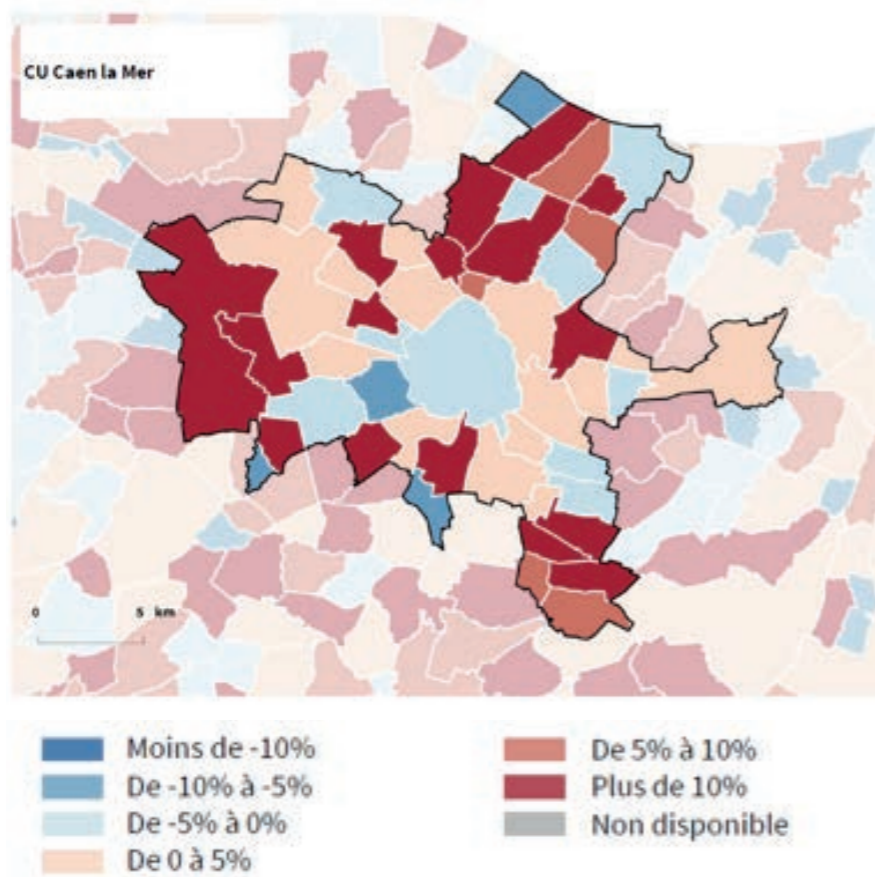 CU Caen la Mer
0 5 km
Moins de -10%
De -10% à -5%
De -5% à 0%
De 0 à 5%
De 5% à 10%
Plus de 10%
Non disponible